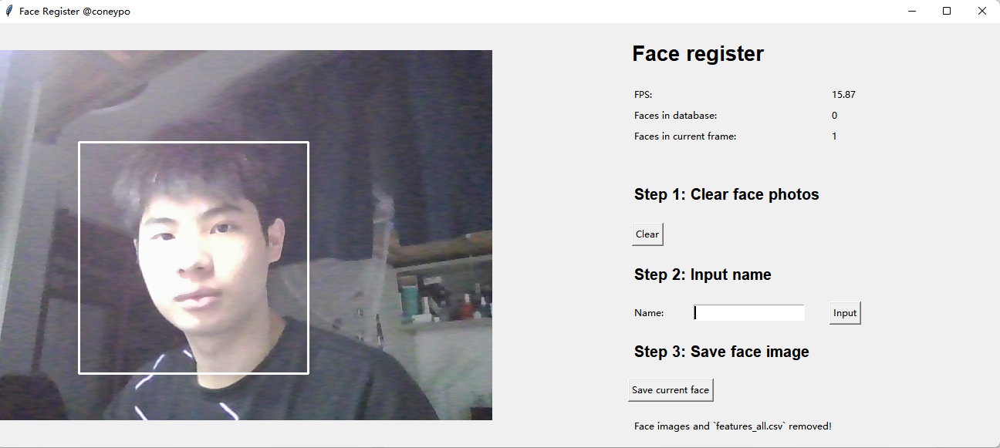 Face Register @coneypo
Face register
FPS: 15.87
Faces in database: 0
Faces in current frame: 1
Step 1: Clear face photos
Clear
Step 2: Input name
Name: Input
Step 3: Save face image
Save current face
Face images and `features_all.csv` removed!